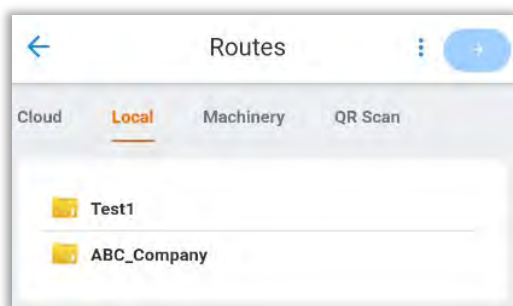 Routes
Cloud Local Machinery QR Scan
Test1
ABC_Company